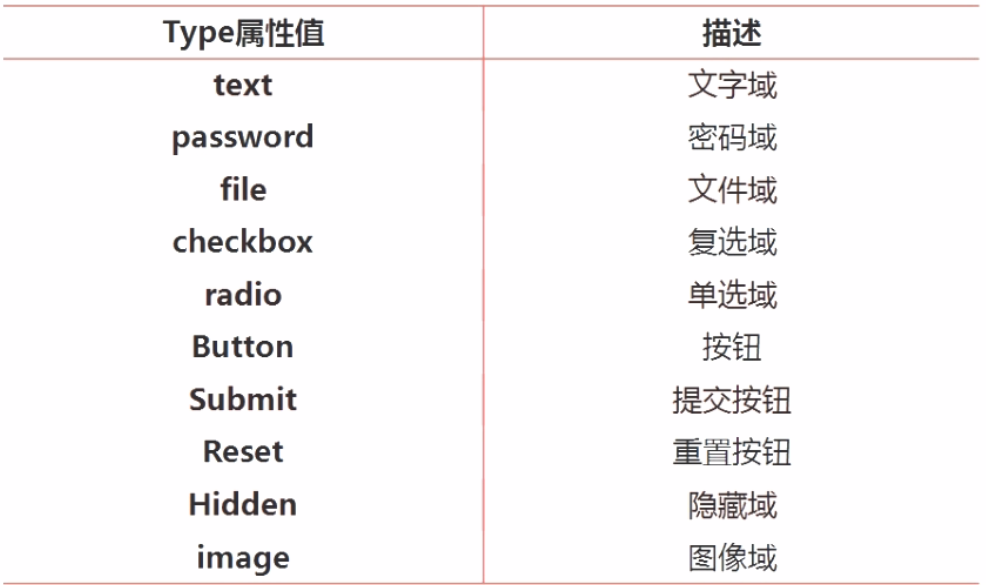 Type属性值 描述
text 文字域
password 密码域
file 文件域
checkbox 复选域
radio 单选域
Button 按钮
Submit 提交按钮
Reset 重置按钮
Hidden 隐藏域
image 图像域